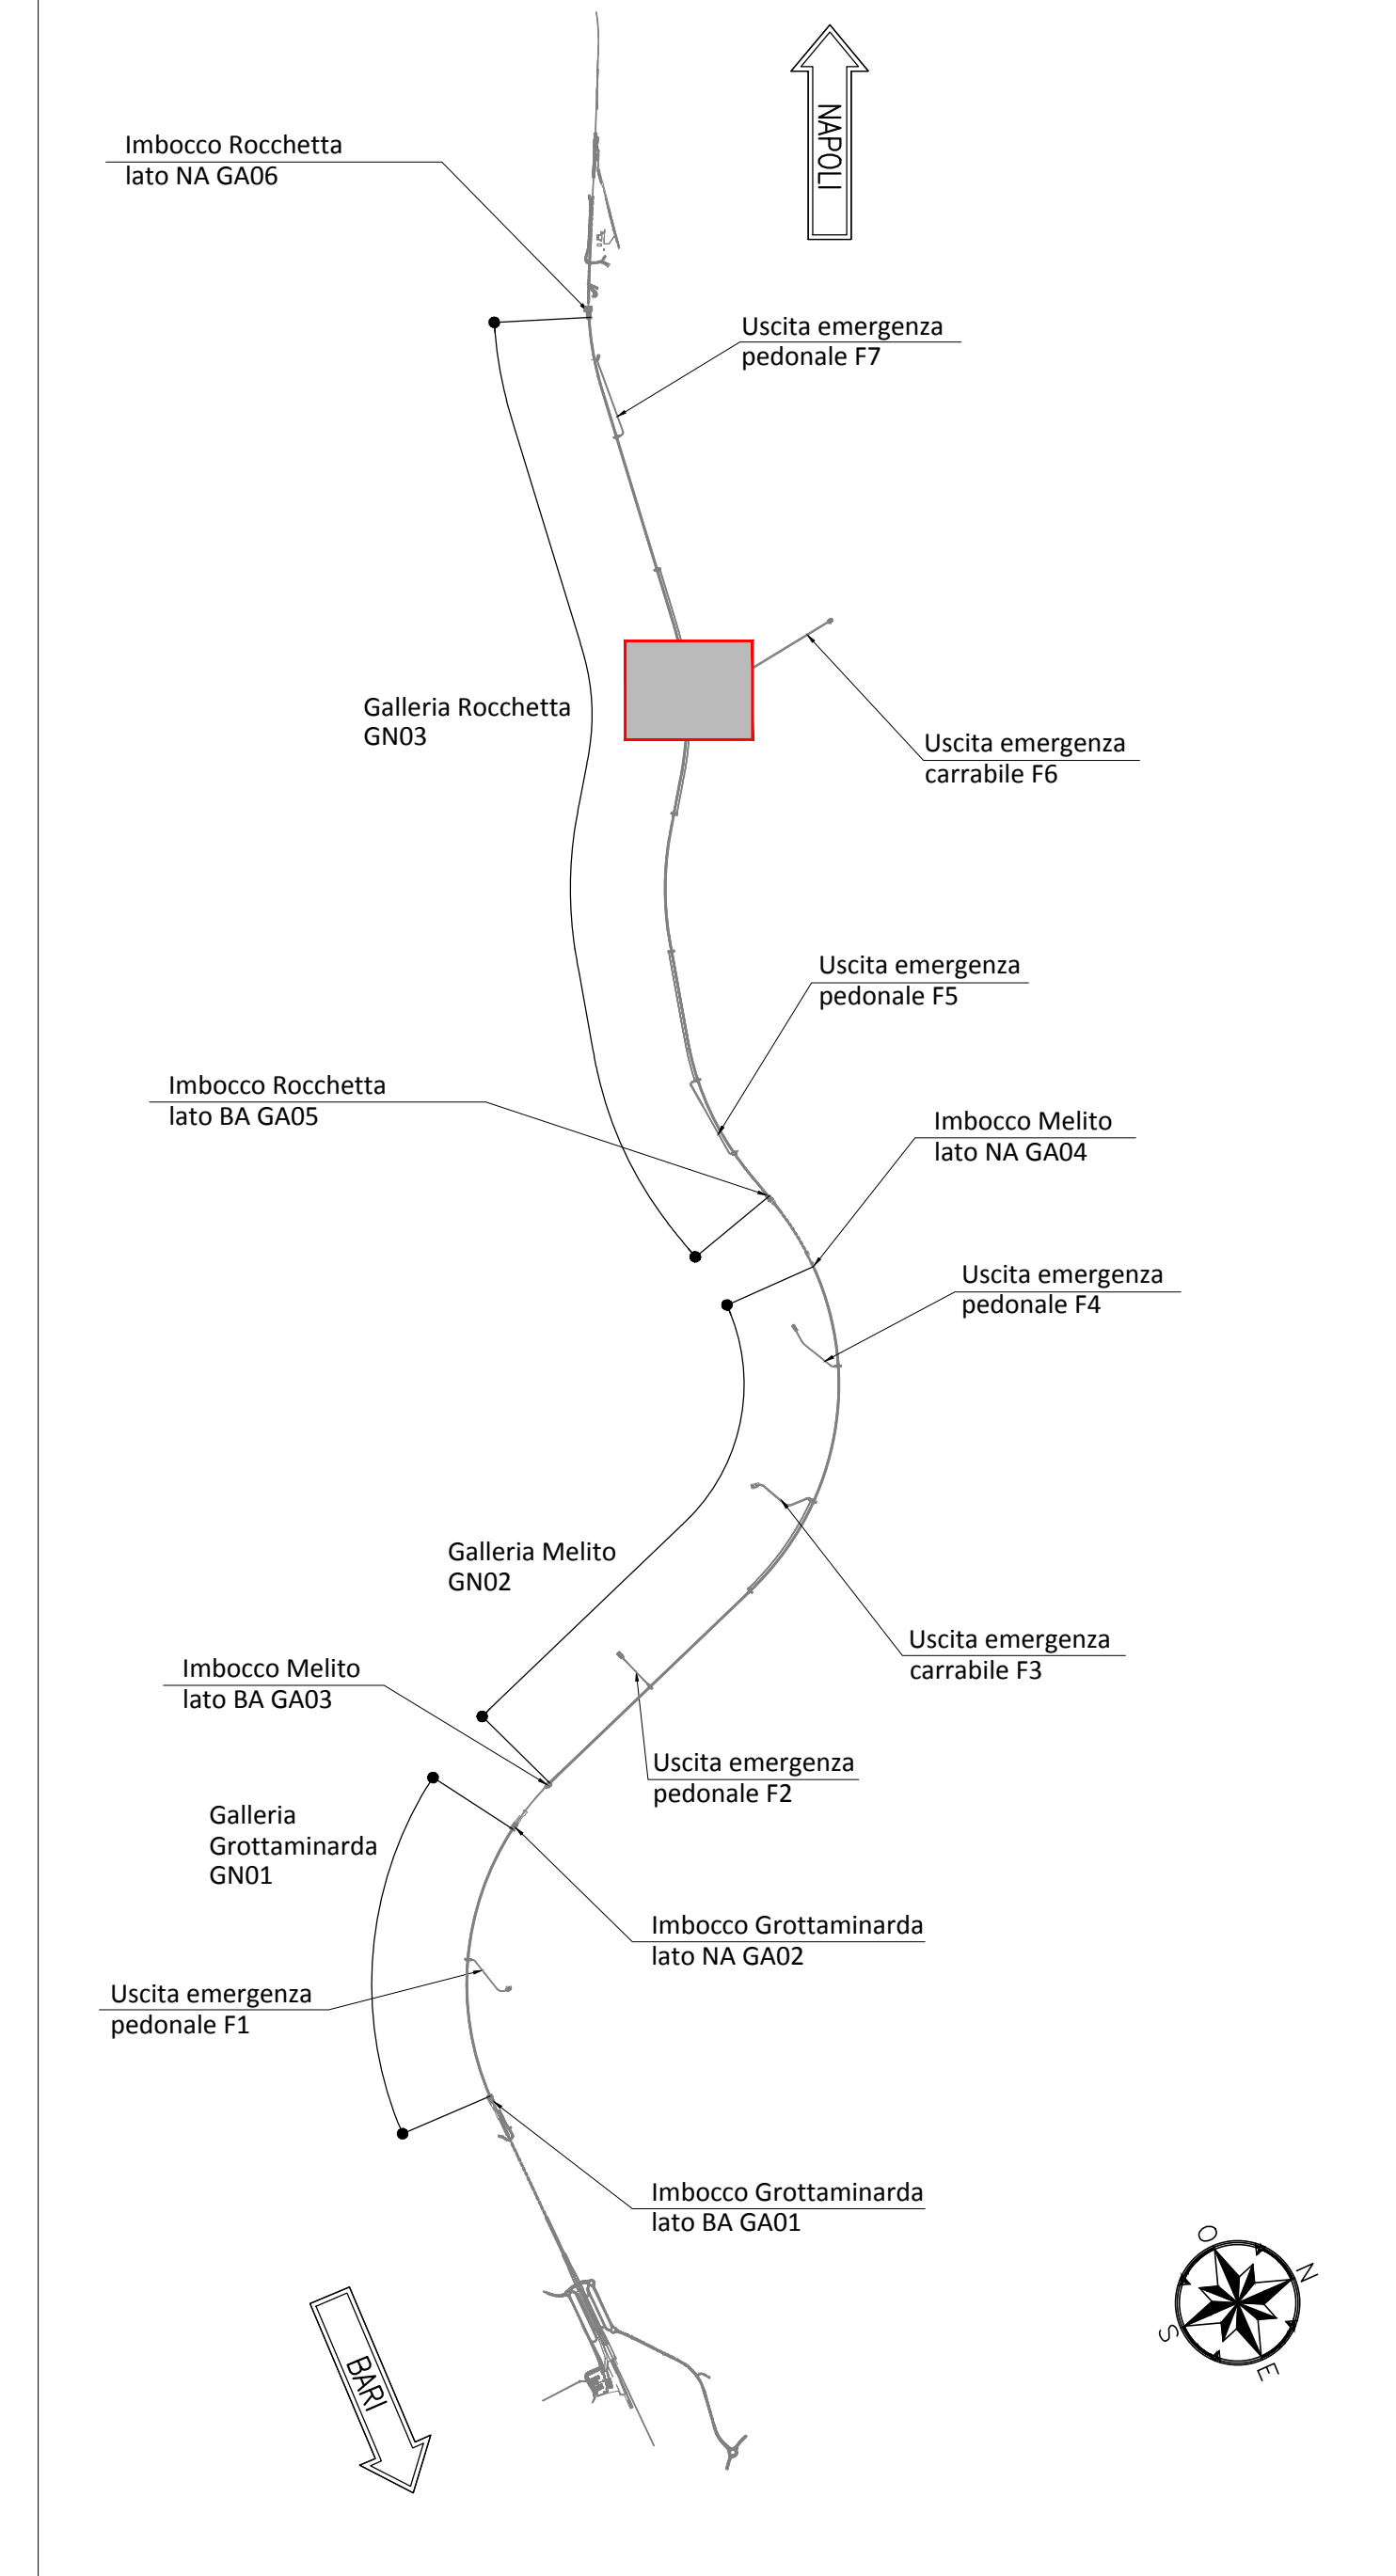 NAPOLI
Imbocco Rocchetta
lato NA GA06
Uscita emergenza
pedonale F7
Galleria Rocchetta
GN03
Uscita emergenza
carrabile F6
Uscita emergenza
pedonale F5
Imbocco Rocchetta
lato BA GA05
Imbocco Melito
lato NA GA04
Uscita emergenza
pedonale F4
Galleria Melito
GN02
Uscita emergenza
carrabile F3
Imbocco Melito
lato BA GA03
Uscita emergenza
pedonale F2
Galleria
Grottaminarda
GN01
Imbocco Grottaminarda
lato NA GA02
Uscita emergenza
pedonale F1
Imbocco Grottaminarda
lato BA GA01
O
N
S
E
BARI